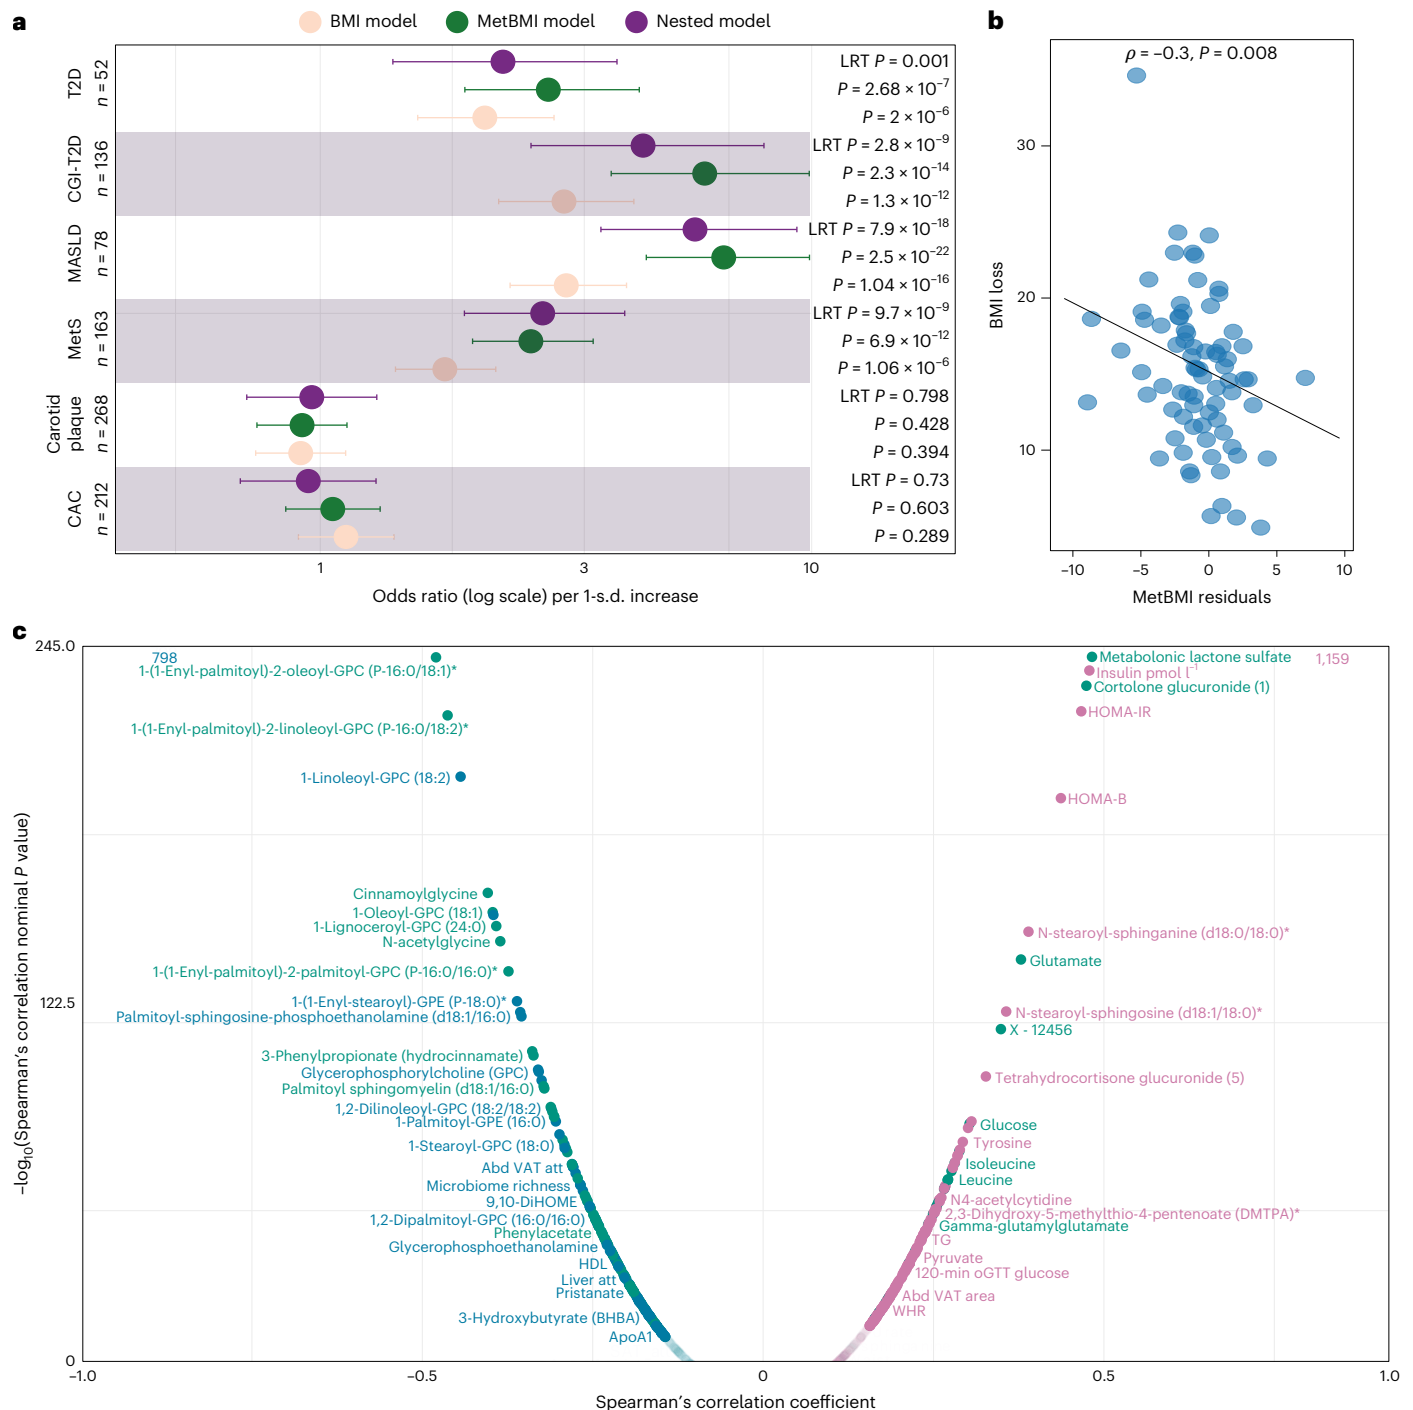 a
BMI model
MetBMI model
Nested model
T2D
n = 52
LRT P = 0.001
P = 2.68 × 10⁻⁷
P = 2 × 10⁻⁶
CGI-T2D
n = 136
LRT P = 2.8 × 10⁻⁹
P = 2.3 × 10⁻¹⁴
P = 1.3 × 10⁻¹²
MASLD
n = 78
LRT P = 7.9 × 10⁻¹⁸
P = 2.5 × 10⁻²²
P = 1.04 × 10⁻¹⁶
MetS
n = 163
LRT P = 9.7 × 10⁻⁹
P = 6.9 × 10⁻¹²
P = 1.06 × 10⁻⁶
Carotid
plaque
n = 268
LRT P = 0.798
P = 0.428
P = 0.394
CAC
n = 212
LRT P = 0.73
P = 0.603
P = 0.289
1
3
10
Odds ratio (log scale) per 1-s.d. increase
b
ρ = −0.3, P = 0.008
BMI loss
30
20
10
−10
−5
0
5
10
MetBMI residuals
c
−log₁₀(Spearman's correlation nominal P value)
245.0
122.5
0
798
1-(1-Enyl-palmitoyl)-2-oleoyl-GPC (P-16:0/18:1)*
1-(1-Enyl-palmitoyl)-2-linoleoyl-GPC (P-16:0/18:2)*
1-Linoleoyl-GPC (18:2)
Cinnamoylglycine
1-Oleoyl-GPC (18:1)
1-Lignoceroyl-GPC (24:0)
N-acetylglycine
1-(1-Enyl-palmitoyl)-2-palmitoyl-GPC (P-16:0/16:0)*
1-(1-Enyl-stearoyl)-GPE (P-18:0)*
Palmitoyl-sphingosine-phosphoethanolamine (d18:1/16:0)
3-Phenylpropionate (hydrocinnamate)
Glycerophosphorylcholine (GPC)
Palmitoyl sphingomyelin (d18:1/16:0)
1,2-Dilinoleoyl-GPC (18:2/18:2)
1-Palmitoyl-GPE (16:0)
1-Stearoyl-GPC (18:0)
Abd VAT att
Microbiome richness
9,10-DiHOME
1,2-Dipalmitoyl-GPC (16:0/16:0)
Phenylacetate
Glycerophosphoethanolamine
HDL
Liver att
Pristanate
3-Hydroxybutyrate (BHBA)
ApoA1
1,159
Metabolonic lactone sulfate
Insulin pmol l⁻¹
Cortolone glucuronide (1)
HOMA-IR
HOMA-B
N-stearoyl-sphinganine (d18:0/18:0)*
Glutamate
N-stearoyl-sphingosine (d18:1/18:0)*
X - 12456
Tetrahydrocortisone glucuronide (5)
Glucose
Tyrosine
Isoleucine
Leucine
N4-acetylcytidine
2,3-Dihydroxy-5-methylthio-4-pentenoate (DMTPA)*
Gamma-glutamylglutamate
TG
Pyruvate
120-min oGTT glucose
Abd VAT area
WHR
−1.0
−0.5
0
0.5
1.0
Spearman's correlation coefficient